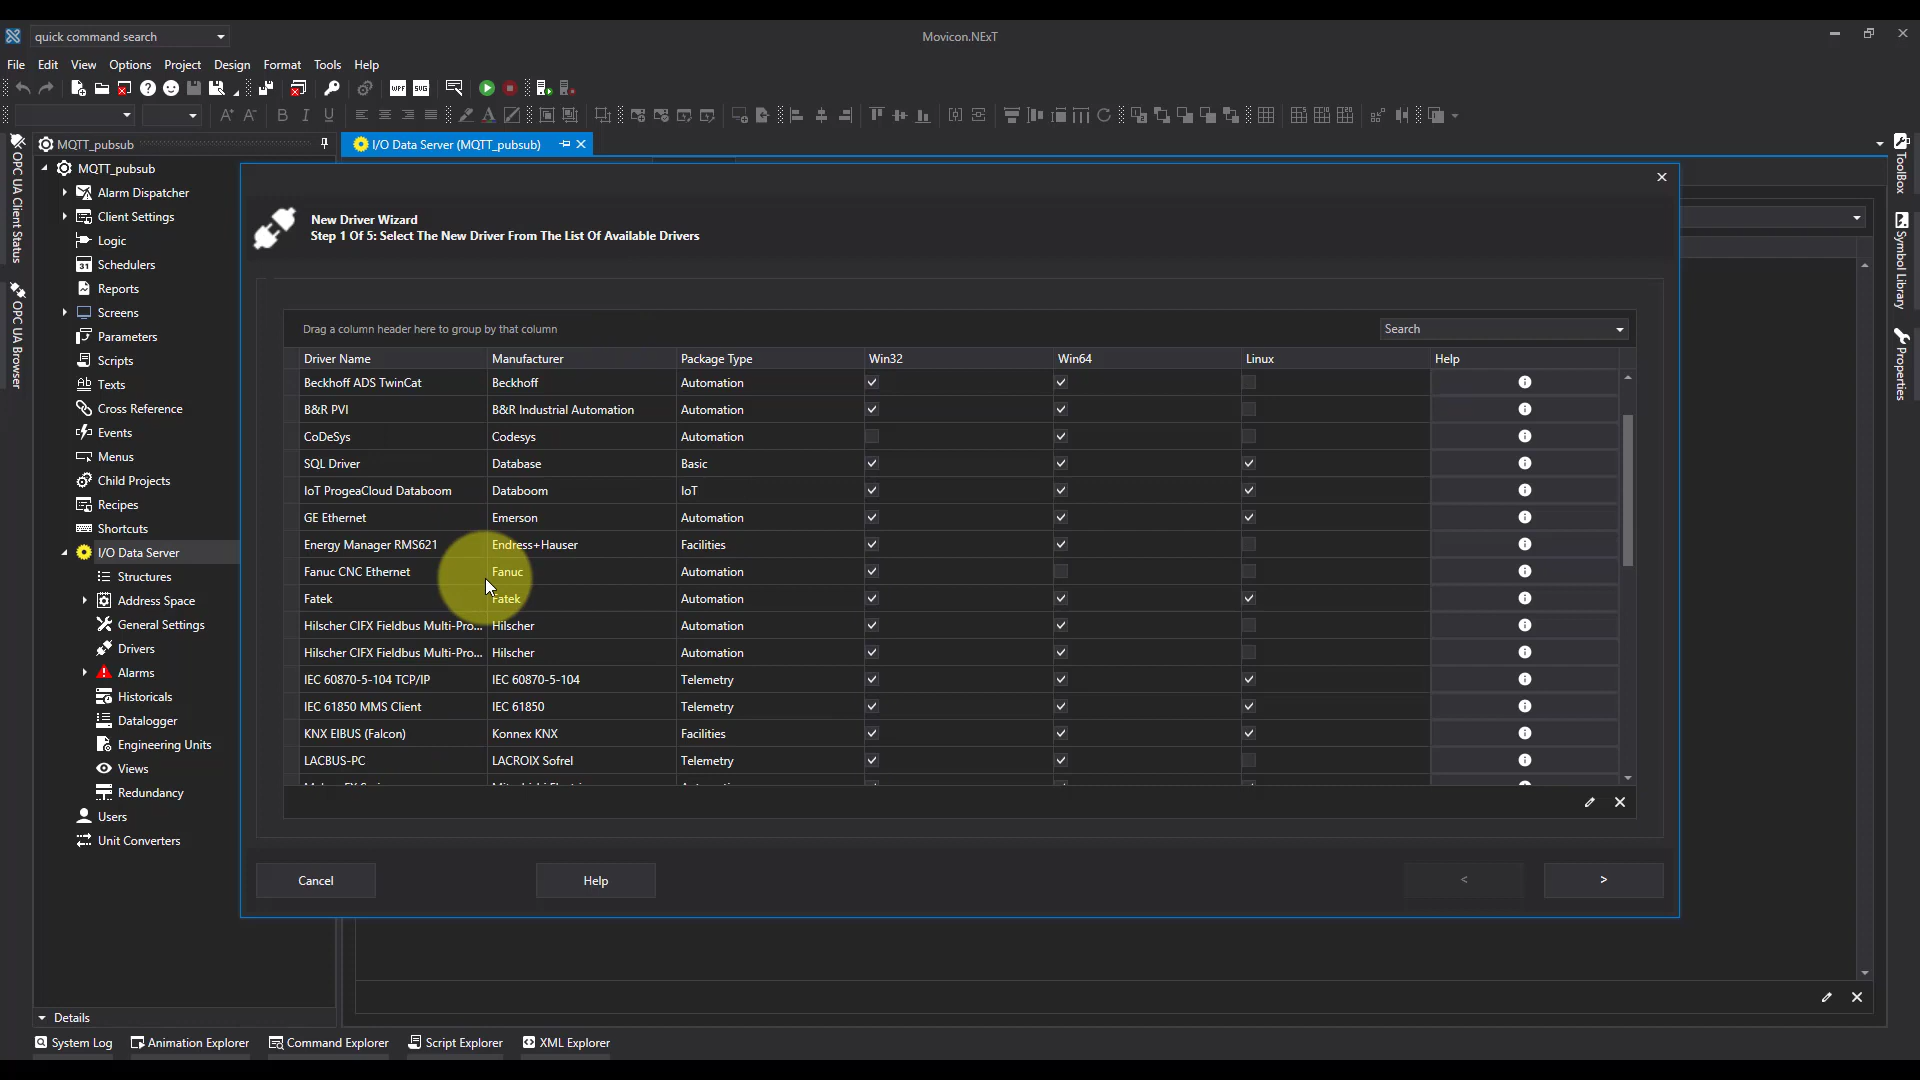 quick command search
Movicon.NExT
File Edit View Options Project Design Format Tools Help
WPF SVG
MQTT_pubsub
I/O Data Server (MQTT_pubsub)
OPC UA Client Status
OPC UA Browser
MQTT_pubsub
Alarm Dispatcher
Client Settings
Logic
31 Schedulers
Reports
Screens
Parameters
Scripts
Texts
Cross Reference
Events
Menus
Child Projects
Recipes
Shortcuts
I/O Data Server
Structures
Address Space
General Settings
Drivers
Alarms
Historicals
Datalogger
Engineering Units
Views
Redundancy
Users
Unit Converters
Details
New Driver Wizard
Step 1 Of 5: Select The New Driver From The List Of Available Drivers
Drag a column header here to group by that column
Search
Driver Name Manufacturer Package Type Win32 Win64 Linux Help
Beckhoff ADS TwinCat Beckhoff Automation
B&R PVI B&R Industrial Automation Automation
CoDeSys Codesys Automation
SQL Driver Database Basic
IoT ProgeaCloud Databoom Databoom IoT
GE Ethernet Emerson Automation
Energy Manager RMS621 Endress+Hauser Facilities
Fanuc CNC Ethernet Fanuc Automation
Fatek Fatek Automation
Hilscher CIFX Fieldbus Multi-Pro... Hilscher Automation
Hilscher CIFX Fieldbus Multi-Pro... Hilscher Automation
IEC 60870-5-104 TCP/IP IEC 60870-5-104 Telemetry
IEC 61850 MMS Client IEC 61850 Telemetry
KNX EIBUS (Falcon) Konnex KNX Facilities
LACBUS-PC LACROIX Sofrel Telemetry
Cancel Help < >
ToolBox
Symbol Library
Properties
System Log Animation Explorer Command Explorer Script Explorer XML Explorer